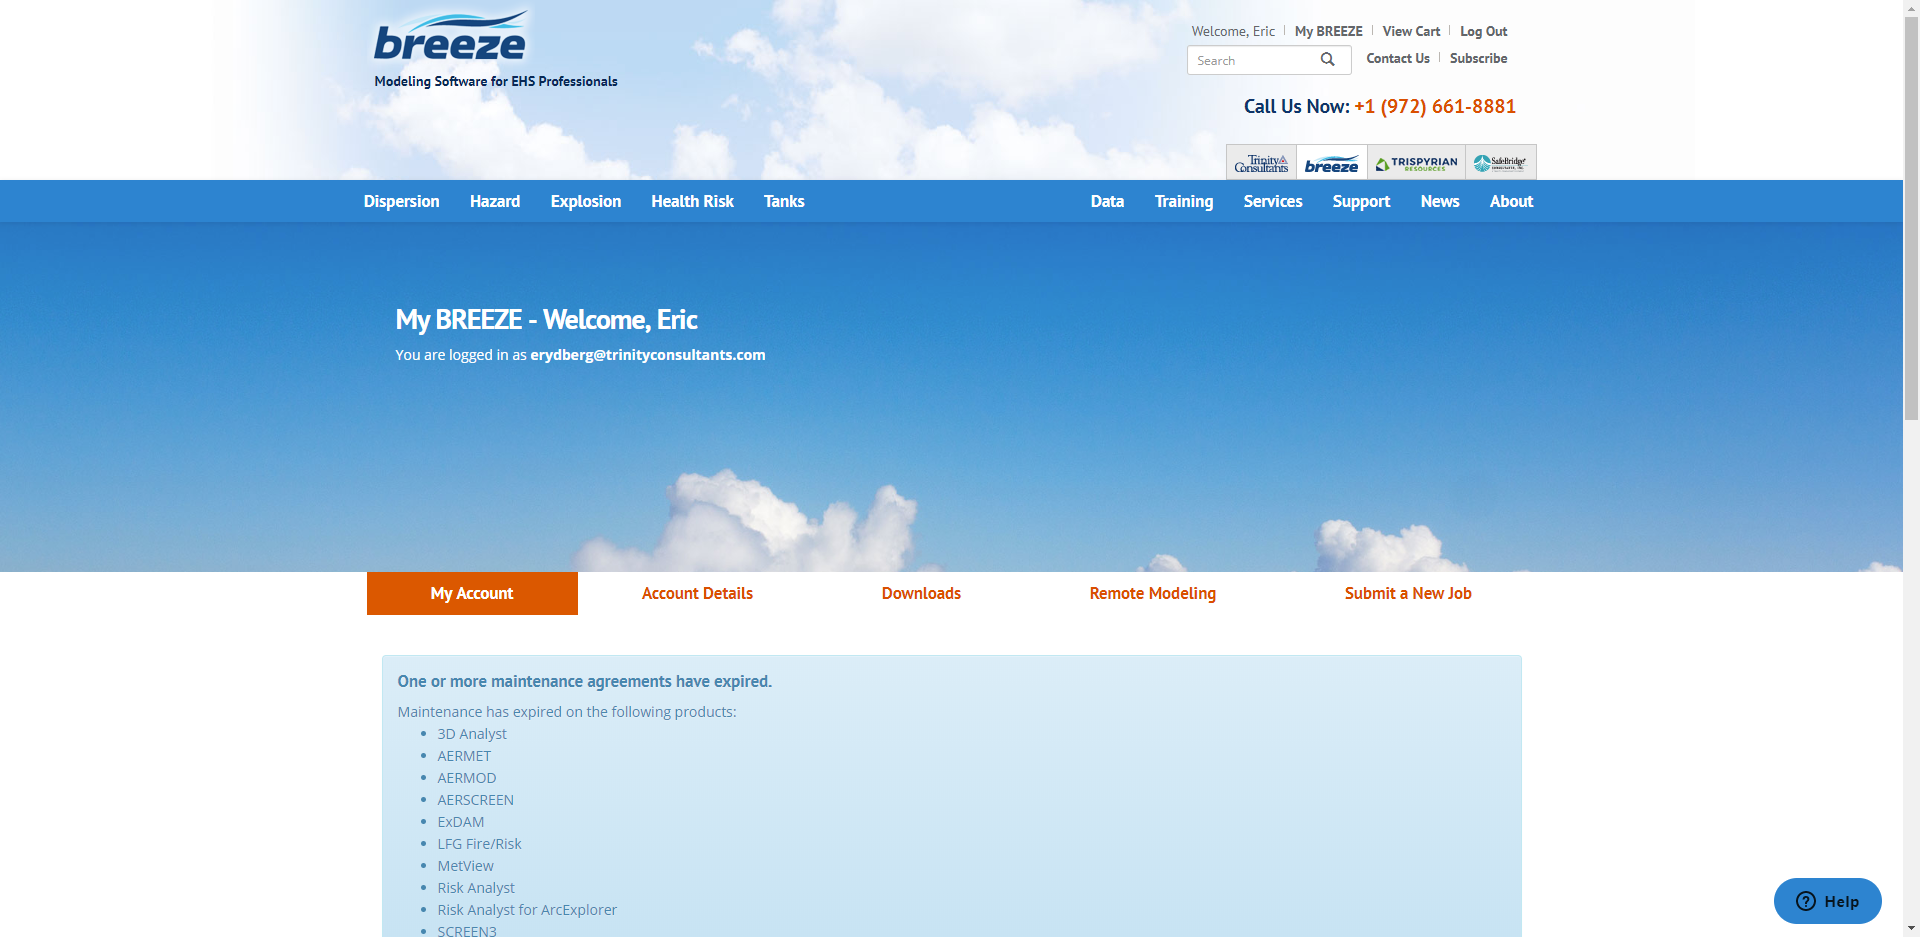 breeze
Modeling Software for EHS Professionals
Welcome, Eric My BREEZE View Cart Log Out
Search Contact Us Subscribe
Call Us Now: +1 (972) 661-8881
Trinity Consultants breeze TRISPYRIAN RESOURCES SafeBridge
Dispersion Hazard Explosion Health Risk Tanks Data Training Services Support News About
My BREEZE - Welcome, Eric
You are logged in as erydberg@trinityconsultants.com
My Account Account Details Downloads Remote Modeling Submit a New Job
One or more maintenance agreements have expired.
Maintenance has expired on the following products:
3D Analyst
AERMET
AERMOD
AERSCREEN
ExDAM
LFG Fire/Risk
MetView
Risk Analyst
Risk Analyst for ArcExplorer
SCREEN3
Help